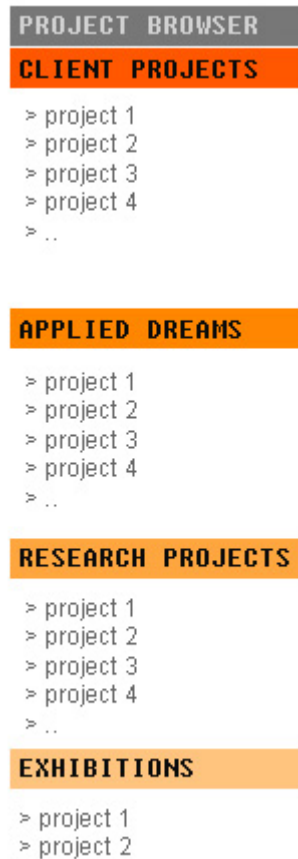 PROJECT BROWSER
CLIENT PROJECTS
> project 1
> project 2
> project 3
> project 4
> ..
APPLIED DREAMS
> project 1
> project 2
> project 3
> project 4
> ..
RESEARCH PROJECTS
> project 1
> project 2
> project 3
> project 4
> ..
EXHIBITIONS
> project 1
> project 2